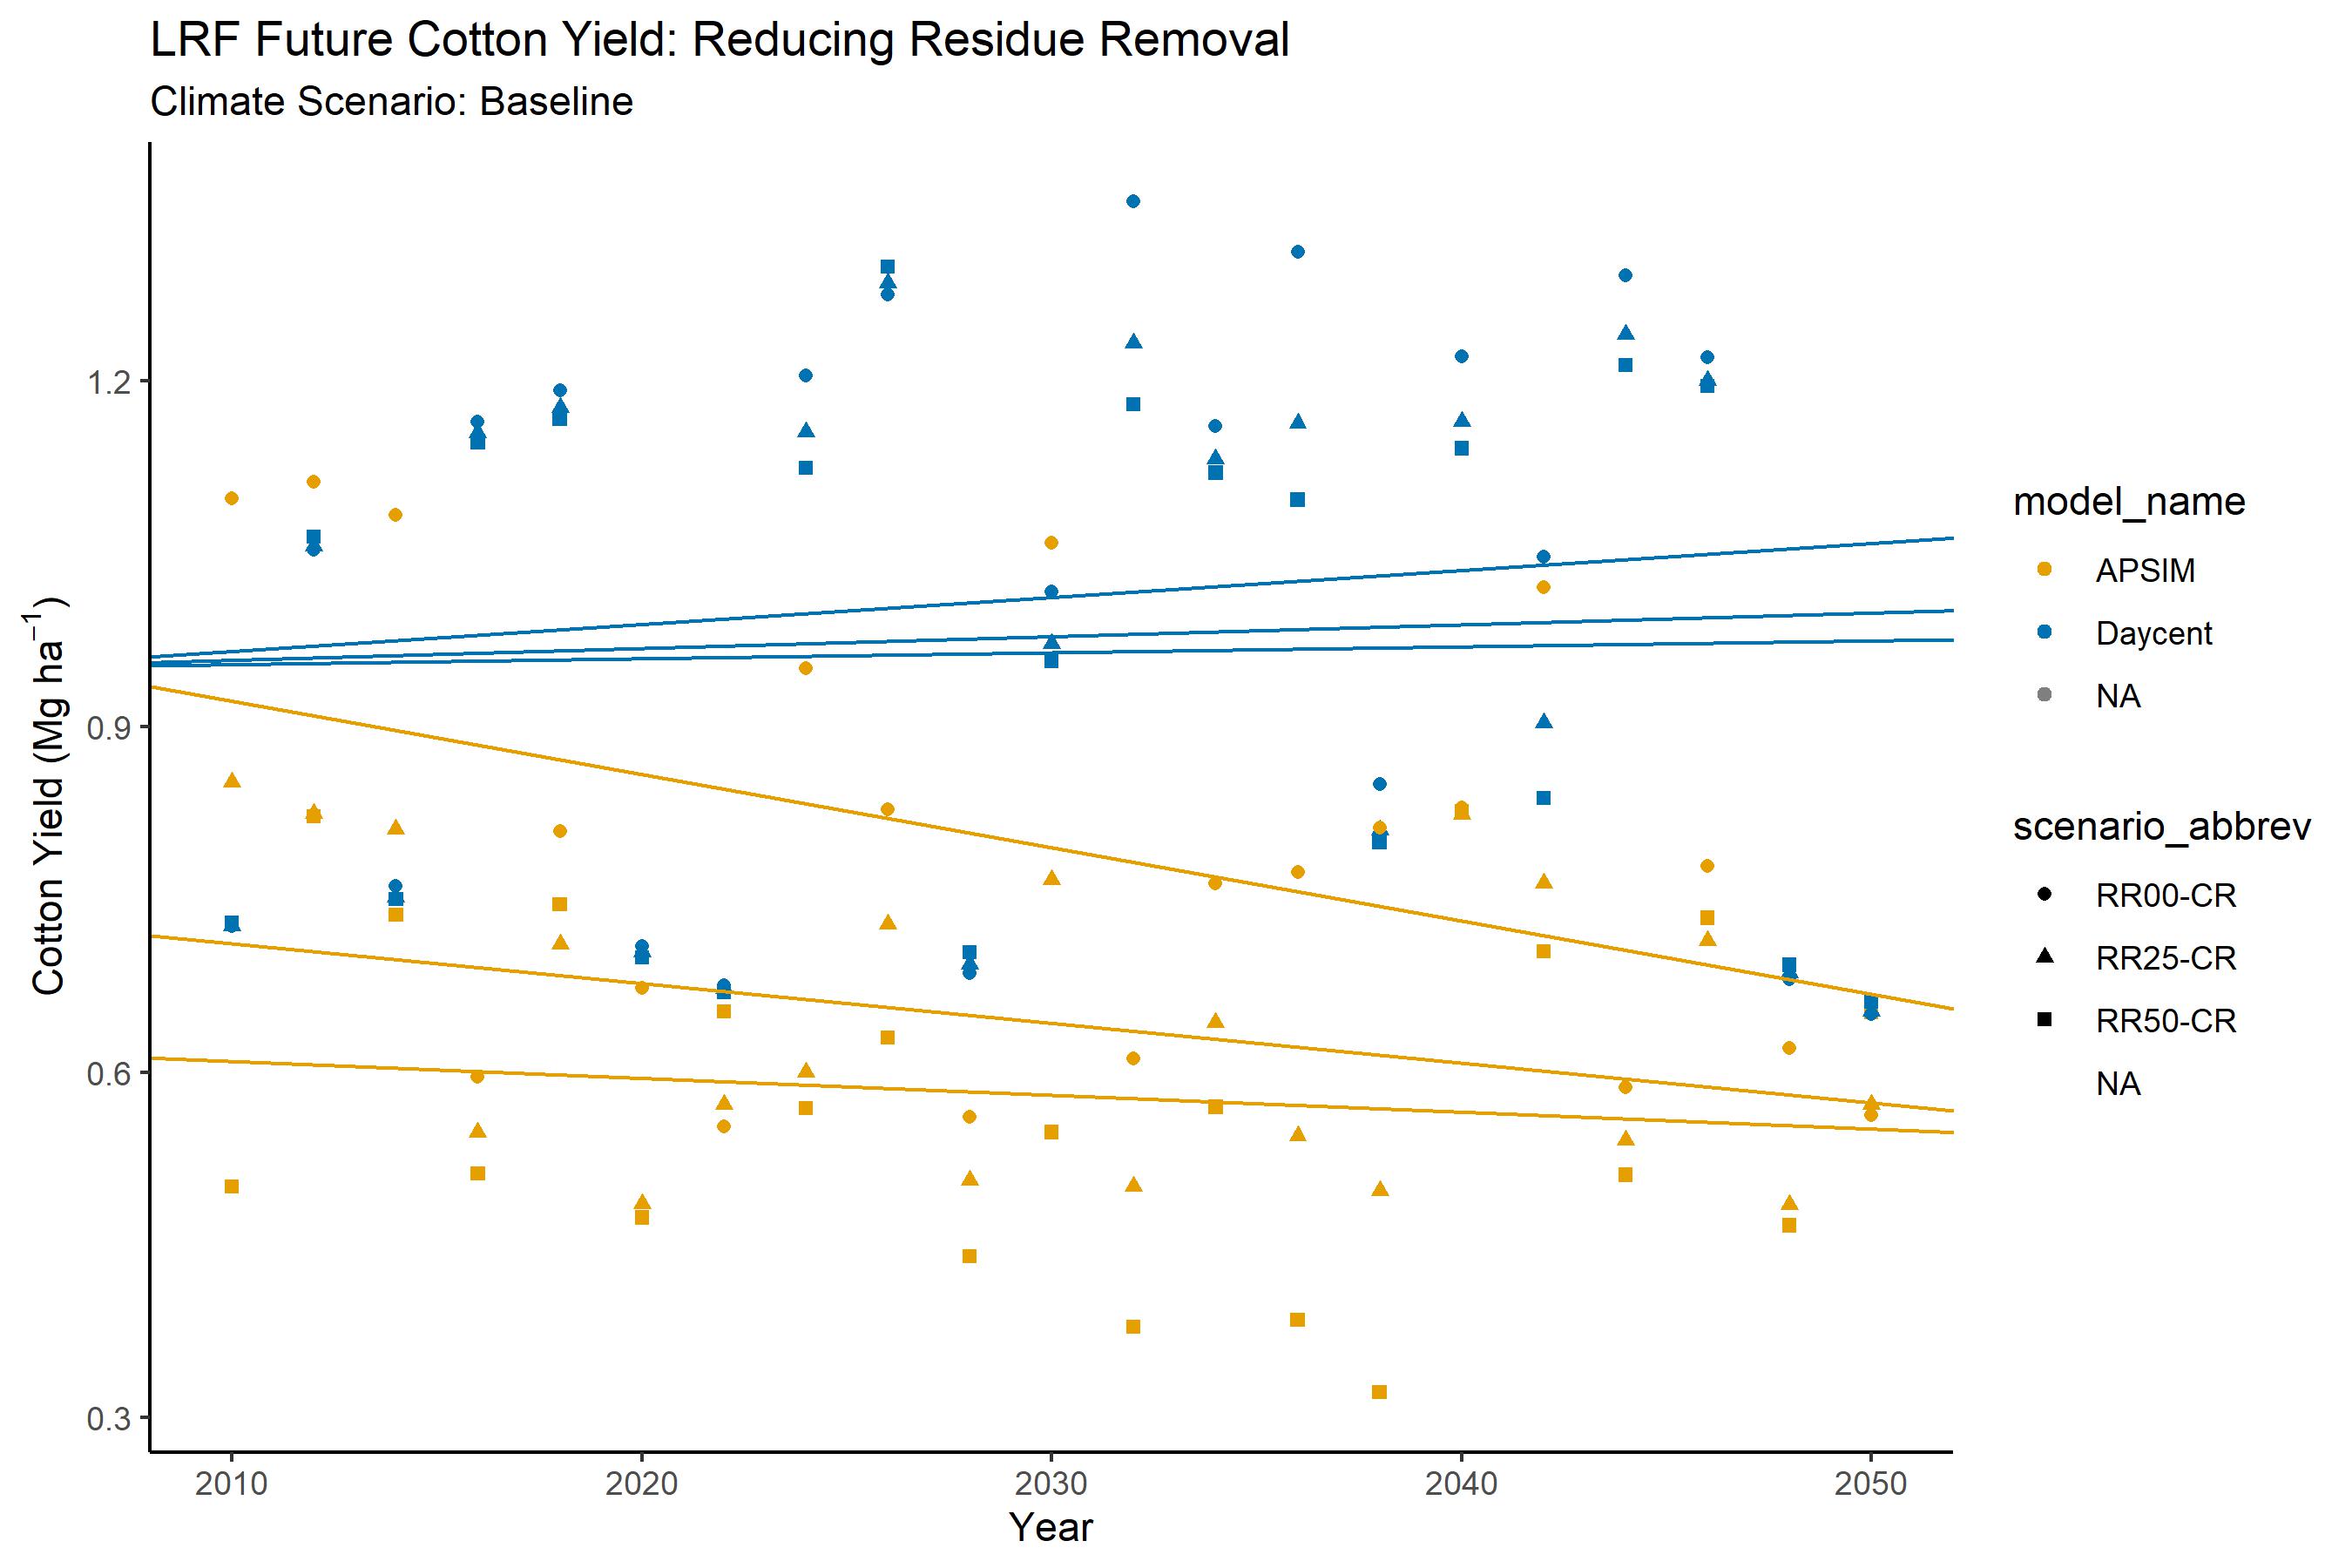 LRF Future Cotton Yield: Reducing Residue Removal
Climate Scenario: Baseline
Cotton Yield (Mg ha⁻¹)
1.2
0.9
0.6
0.3
2010 2020 2030 2040 2050
Year
model_name
APSIM
Daycent
NA
scenario_abbrev
RR00-CR
RR25-CR
RR50-CR
NA